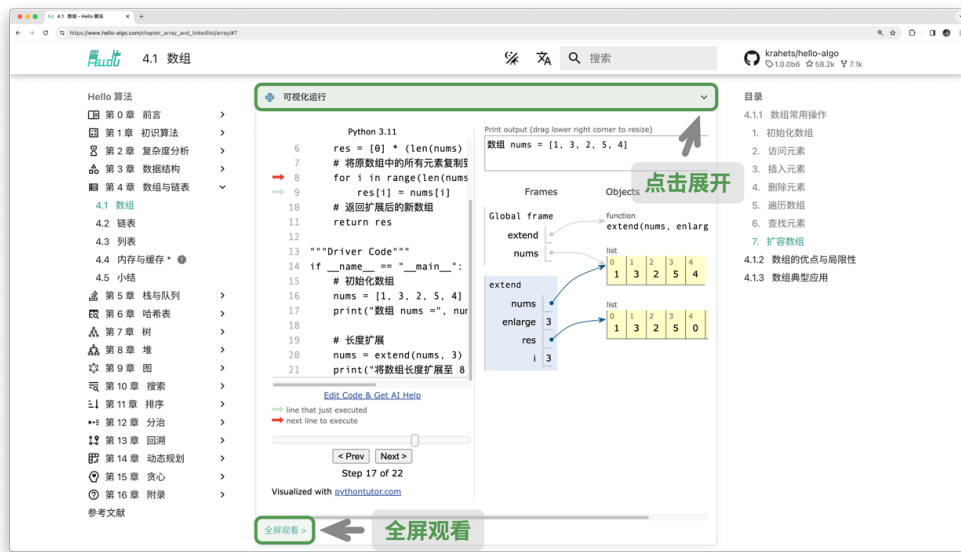 4.1 数组 - Hello 算法
https://www.hello-algo.com/chapter_array_and_linkedlist/array/#7
4.1 数组
搜索
krahets/hello-algo
1.0.0b6 58.2k 7.1k
Hello 算法
第 0 章 前言
第 1 章 初识算法
第 2 章 复杂度分析
第 3 章 数据结构
第 4 章 数组与链表
4.1 数组
4.2 链表
4.3 列表
4.4 内存与缓存 *
4.5 小结
第 5 章 栈与队列
第 6 章 哈希表
第 7 章 树
第 8 章 堆
第 9 章 图
第 10 章 搜索
第 11 章 排序
第 12 章 分治
第 13 章 回溯
第 14 章 动态规划
第 15 章 贪心
第 16 章 附录
参考文献
可视化运行
Python 3.11
6 res = [0] * (len(nums)
7 # 将原数组中的所有元素复制到
8 for i in range(len(nums
9 res[i] = nums[i]
10 # 返回扩展后的新数组
11 return res
12
13 """Driver Code"""
14 if __name__ == "__main__":
15 # 初始化数组
16 nums = [1, 3, 2, 5, 4]
17 print("数组 nums =", nur
18
19 # 长度扩展
20 nums = extend(nums, 3)
21 print("将数组长度扩展至 8
Edit Code & Get AI Help
line that just executed
next line to execute
< Prev Next >
Step 17 of 22
Visualized with pythontutor.com
全屏观看 >
全屏观看
Print output (drag lower right corner to resize)
数组 nums = [1, 3, 2, 5, 4]
点击展开
Frames Objects
Global frame
extend
nums
function
extend(nums, enlarg
list
0 1 2 3 4
1 3 2 5 4
extend
nums
enlarge 3
res
i 3
list
0 1 2 3 4
1 3 2 5 0
目录
4.1.1 数组常用操作
1. 初始化数组
2. 访问元素
3. 插入元素
4. 删除元素
5. 遍历数组
6. 查找元素
7. 扩容数组
4.1.2 数组的优点与局限性
4.1.3 数组典型应用